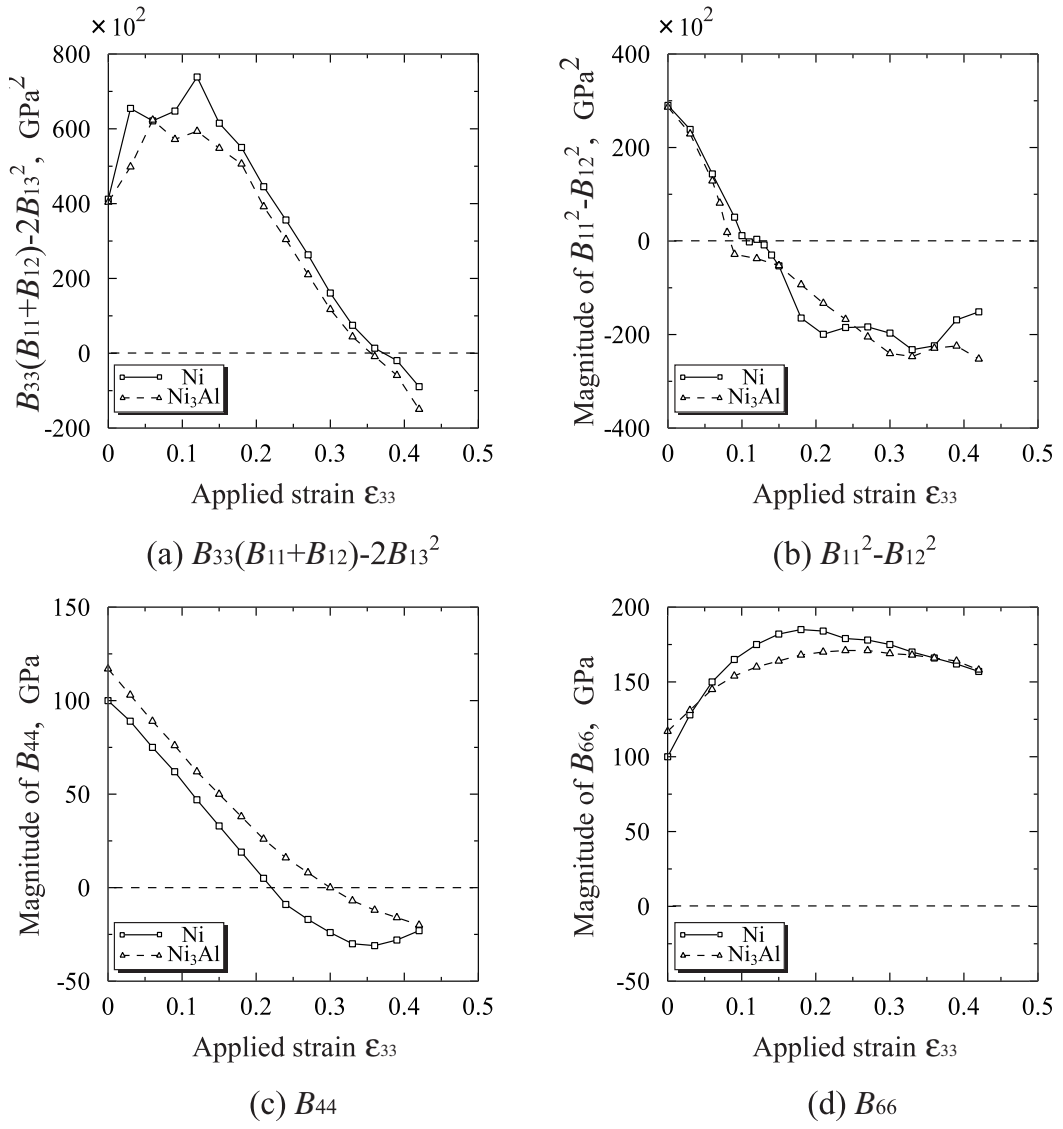 ×10²
800
600
400
200
0
-200
B₃₃(B₁₁+B₁₂)-2B₁₃², GPa²
Ni
Ni₃Al
0 0.1 0.2 0.3 0.4 0.5
Applied strain ε₃₃
(a) B₃₃(B₁₁+B₁₂)-2B₁₃²
×10²
400
200
0
-200
-400
Magnitude of B₁₁²-B₁₂², GPa²
Ni
Ni₃Al
0 0.1 0.2 0.3 0.4 0.5
Applied strain ε₃₃
(b) B₁₁²-B₁₂²
150
100
50
0
-50
Magnitude of B₄₄, GPa
Ni
Ni₃Al
0 0.1 0.2 0.3 0.4 0.5
Applied strain ε₃₃
(c) B₄₄
200
150
100
50
0
-50
Magnitude of B₆₆, GPa
Ni
Ni₃Al
0 0.1 0.2 0.3 0.4 0.5
Applied strain ε₃₃
(d) B₆₆